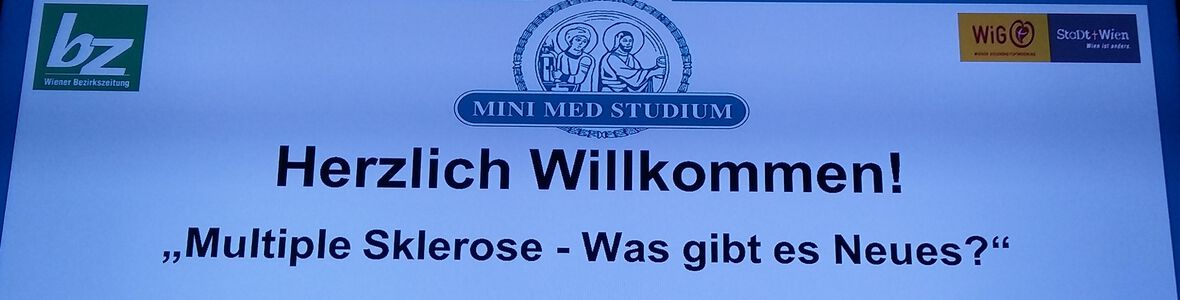 bz
Wiener Bezirkszeitung
WiG
StaDt+Wien
Wien ist anders.
MINI MED STUDIUM
Herzlich Willkommen!
„Multiple Sklerose - Was gibt es Neues?“